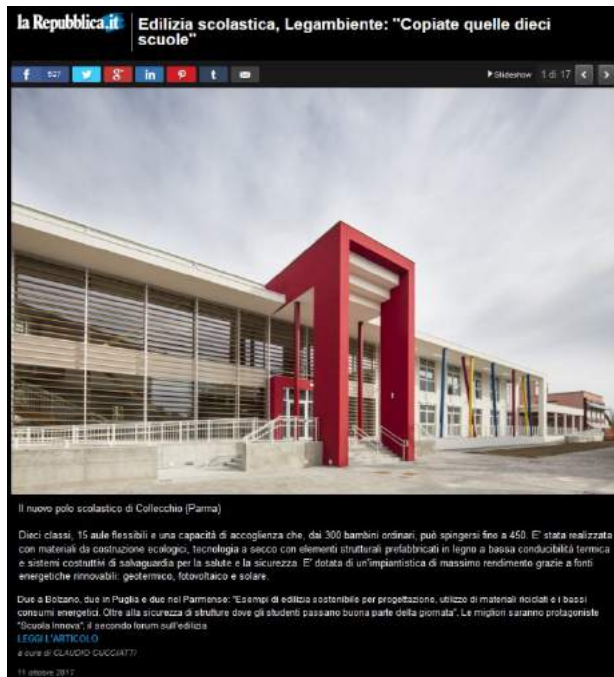 la Repubblica.it
Edilizia scolastica, Legambiente: "Copiate quelle dieci
scuole"
Slideshow 1 di 17
Il nuovo polo scolastico di Collecchio (Parma)
Dieci classi, 15 aule flessibili e una capacità di accoglienza che, dai 300 bambini ordinari, può spingersi fino a 450. E' stata realizzata
con materiali da costruzione ecologici, tecnologia a secco con elementi strutturali prefabbricati in legno a bassa conducibilità termica
e sistemi costruttivi di salvaguardia per la salute e la sicurezza. E' dotata di un'impiantistica di massimo rendimento grazie a fonti
energetiche rinnovabili: geotermico, fotovoltaico e solare.
Due a Bolzano, due in Puglia e due nel Parmense: "Esempi di edilizia sostenibile per progettazione, utilizzo di materiali riciclati e i bassi
consumi energetici. Oltre alla sicurezza di strutture dove gli studenti passano buona parte della giornata". Le migliori saranno protagoniste
"Scuola Innova", il secondo forum sull'edilizia
LEGGI L'ARTICOLO
a cura di CLAUDIO CUCCIATTI
11 ottobre 2017